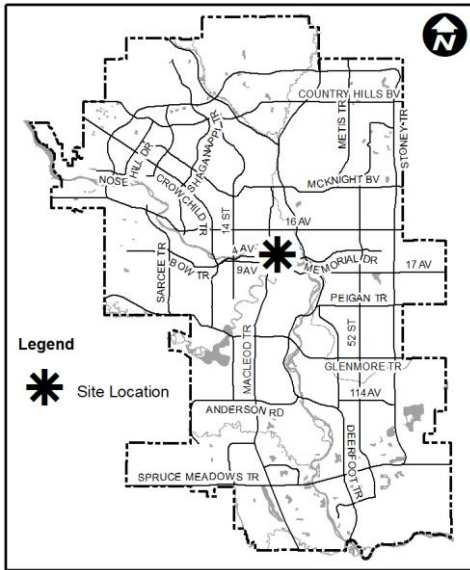 N
COUNTRY HILLS BV
METIS TR
STONEY TR
SHAGANAPPI TR
NOSE HILL DR
CROWCHILD TR
14 ST
MCKNIGHT BV
16 AV
4 AV
9 AV
MEMORIAL DR
17 AV
SARCEE TR
BOW TR
PEIGAN TR
52 ST
MACLEOD TR
GLENMORE TR
114 AV
ANDERSON RD
DEERFOOT TR
SPRUCE MEADOWS TR
Legend
Site Location